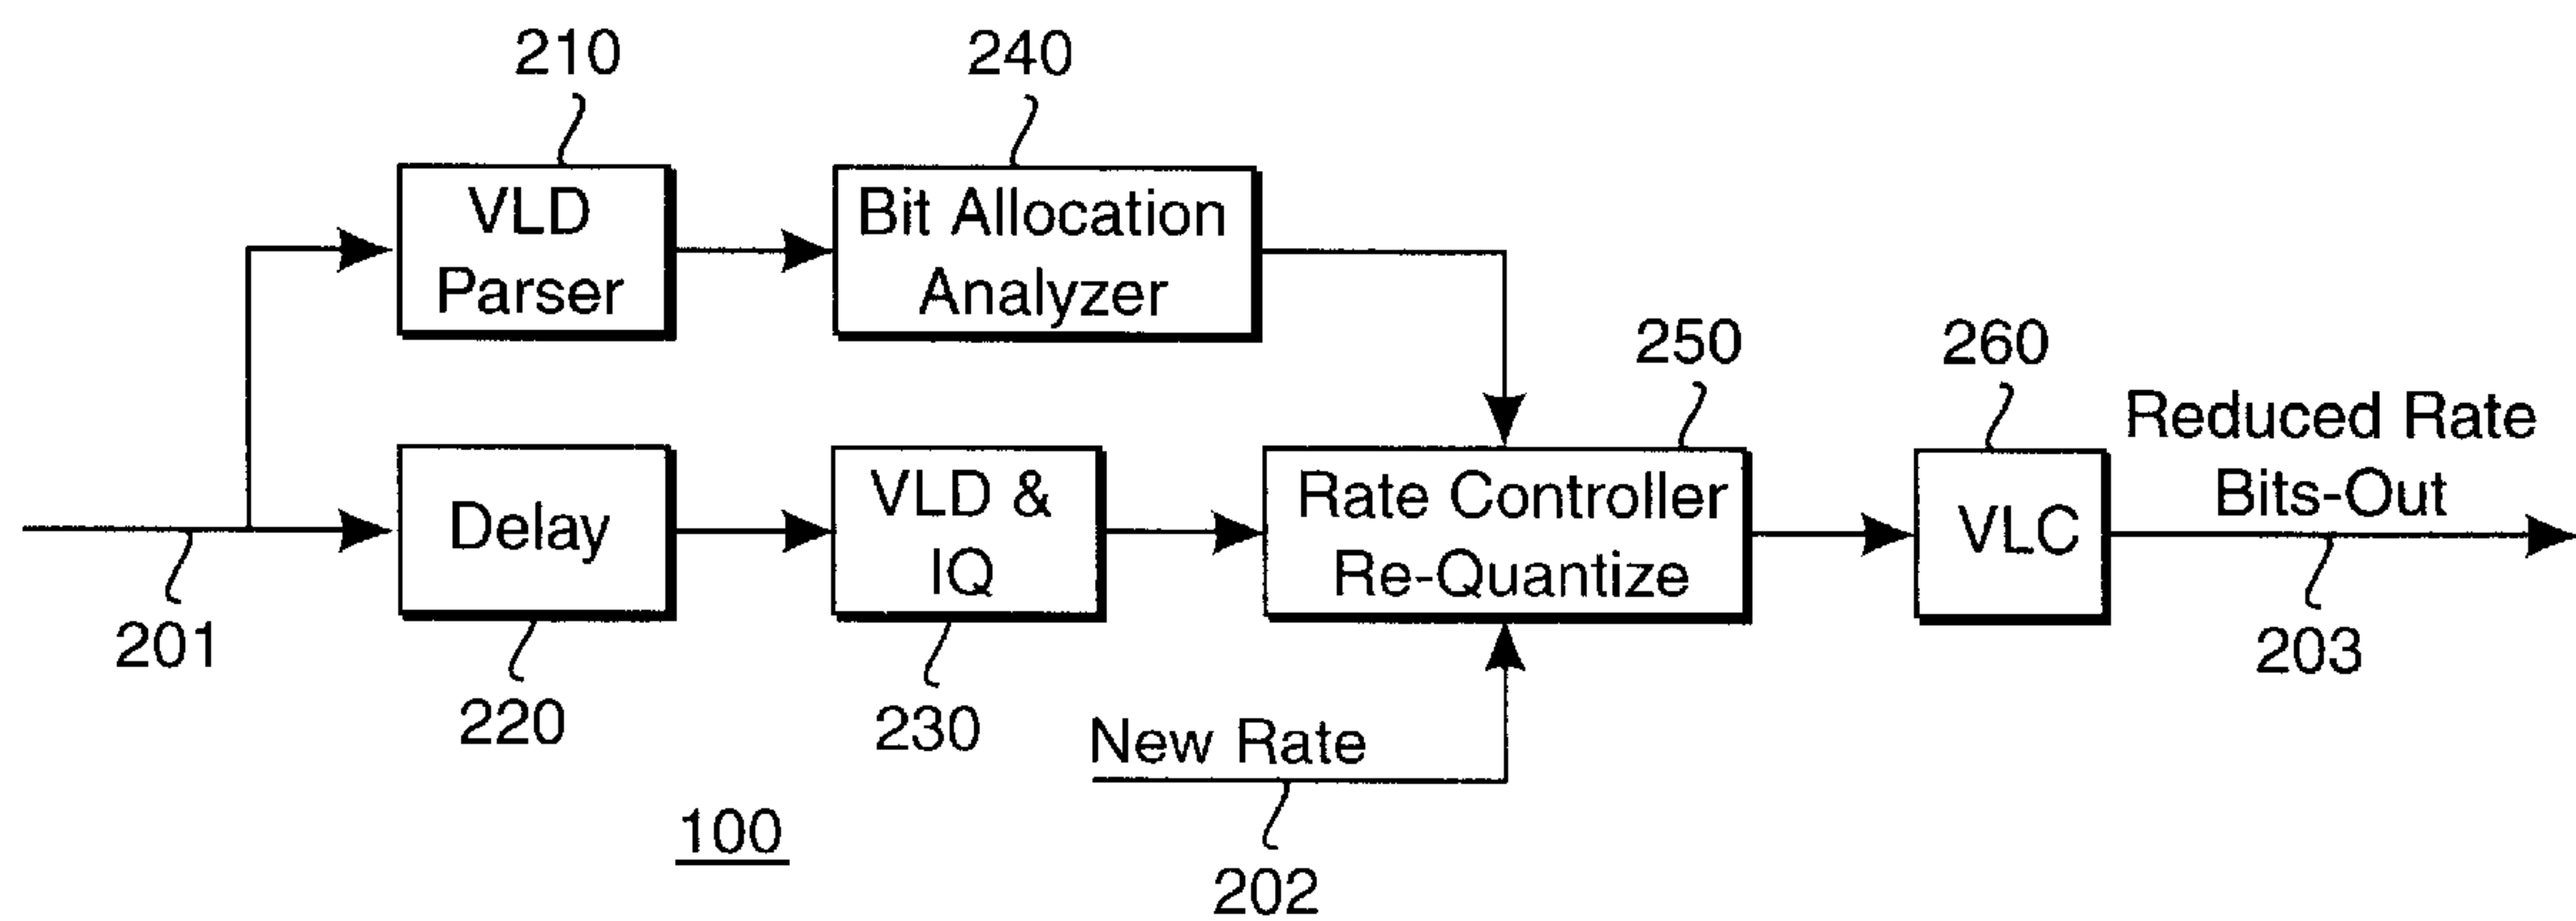 210
240
VLD
Parser
Bit Allocation
Analyzer
250
260
Reduced Rate
Bits-Out
Delay
VLD &
IQ
Rate Controller
Re-Quantize
VLC
201
220
230
203
New Rate
100
202